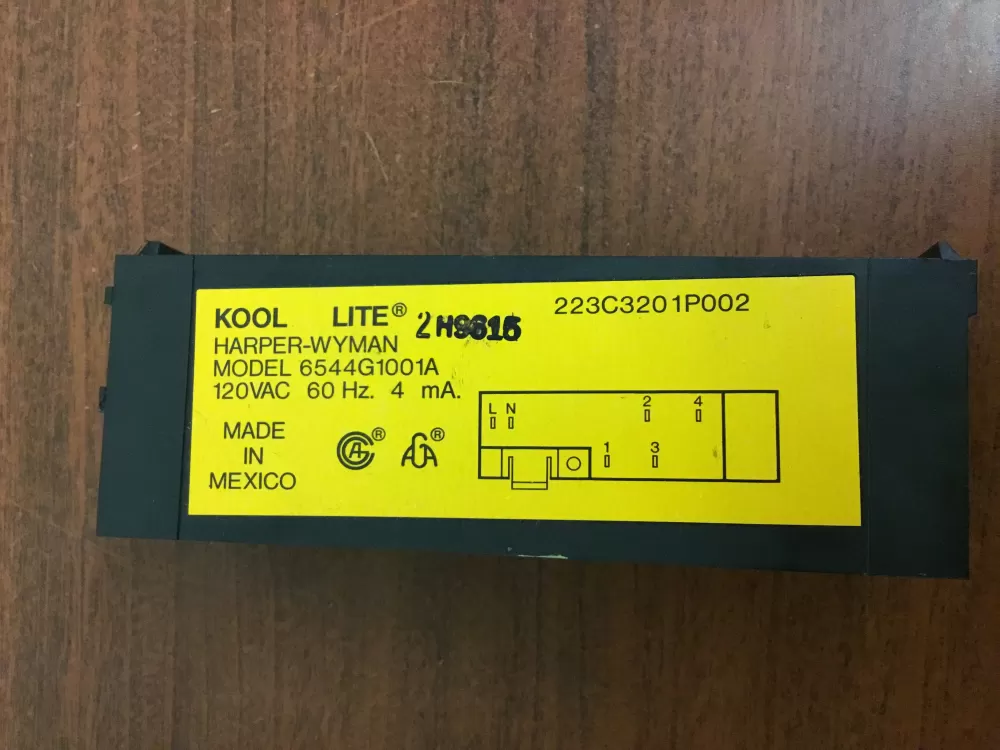 KOOL LITE® 2H9615
223C3201P002
HARPER-WYMAN
MODEL 6544G1001A
120VAC 60 Hz. 4 mA.
MADE
IN
MEXICO
® ®
L N 2 4
1 3